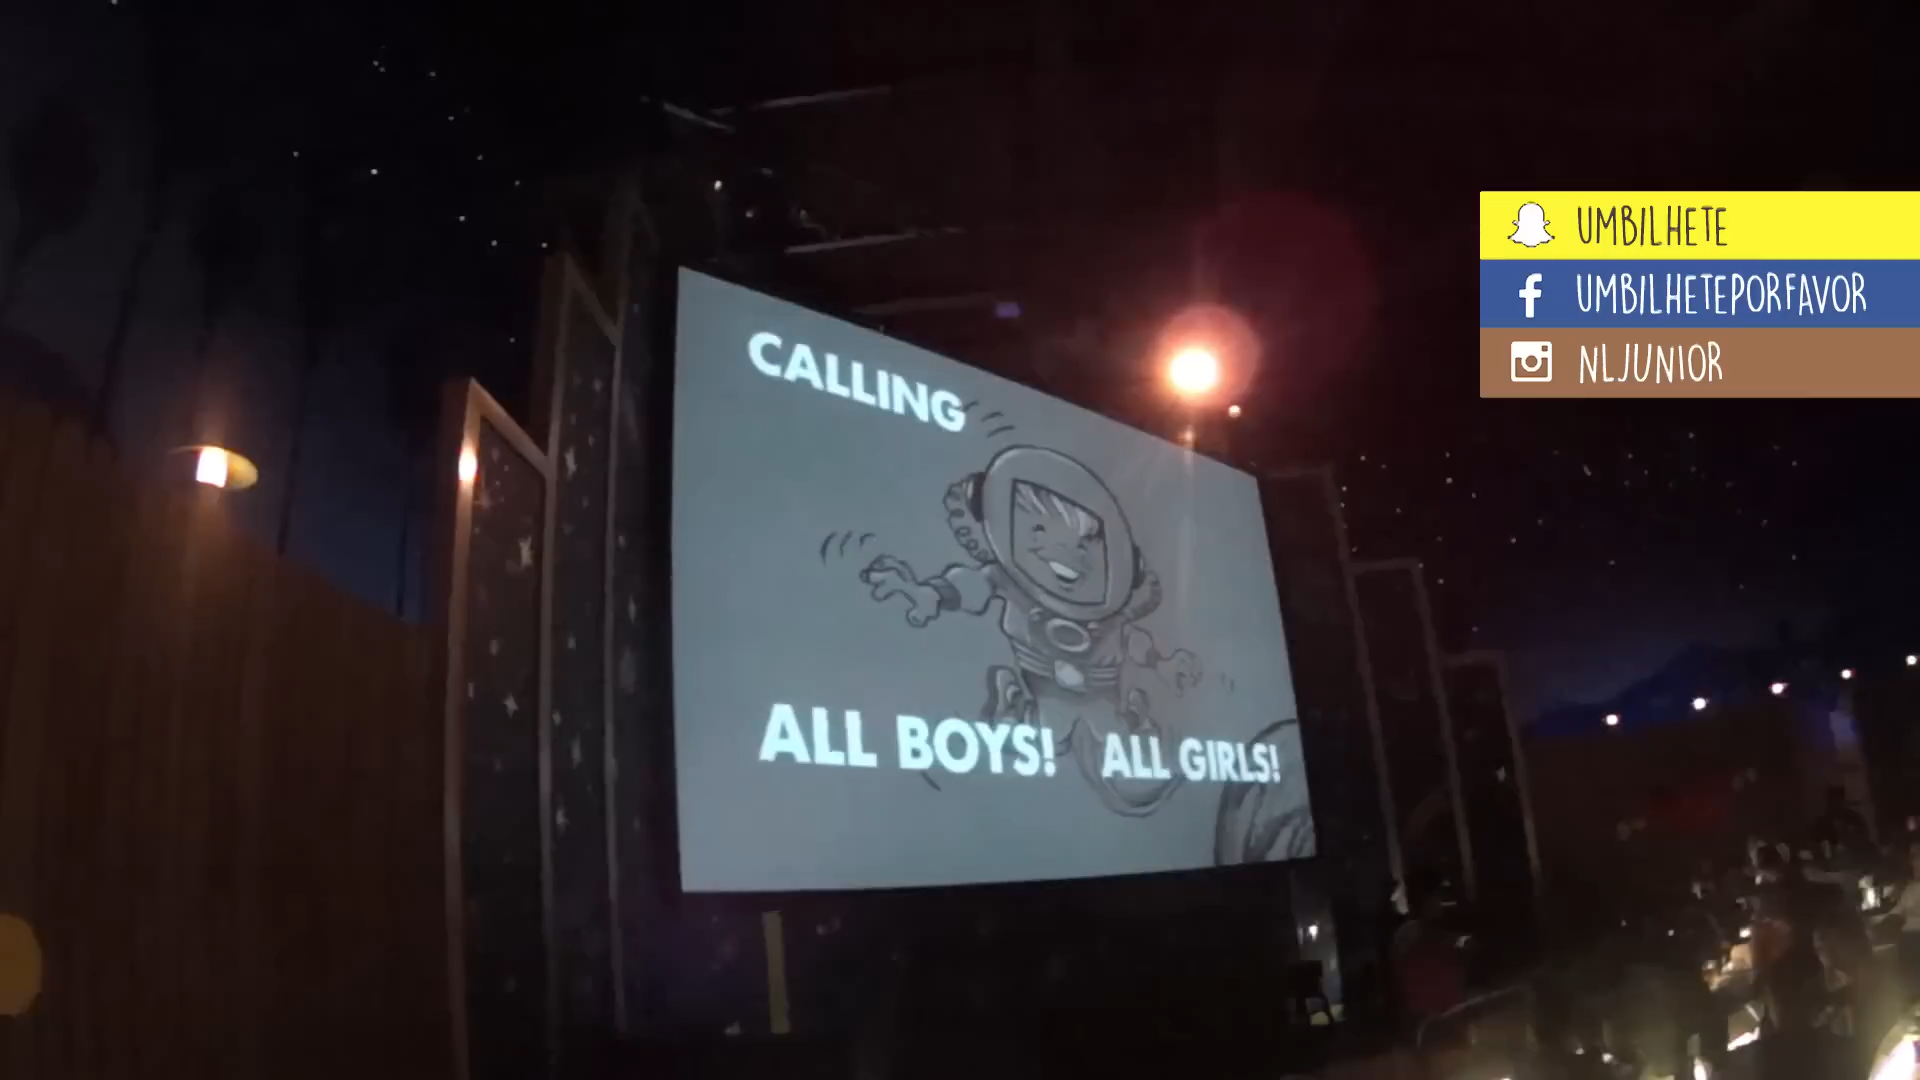 CALLING
ALL BOYS! ALL GIRLS!
UMBILHETE
UMBILHETEPORFAVOR
NLJUNIOR